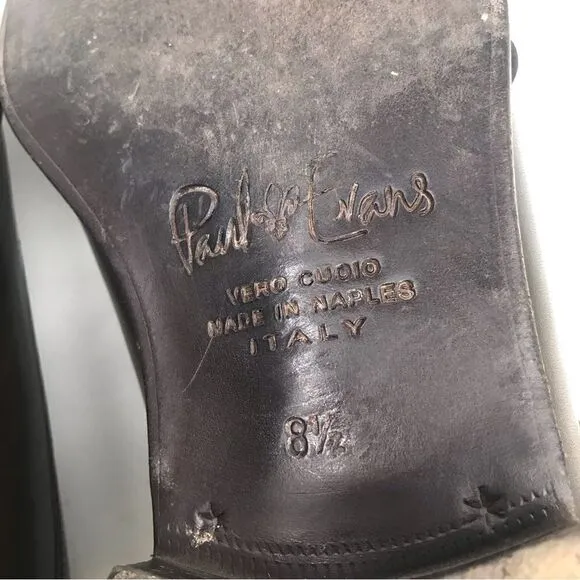 Paul Evans
VERO CUOIO
MADE IN NAPLES
ITALY
8½